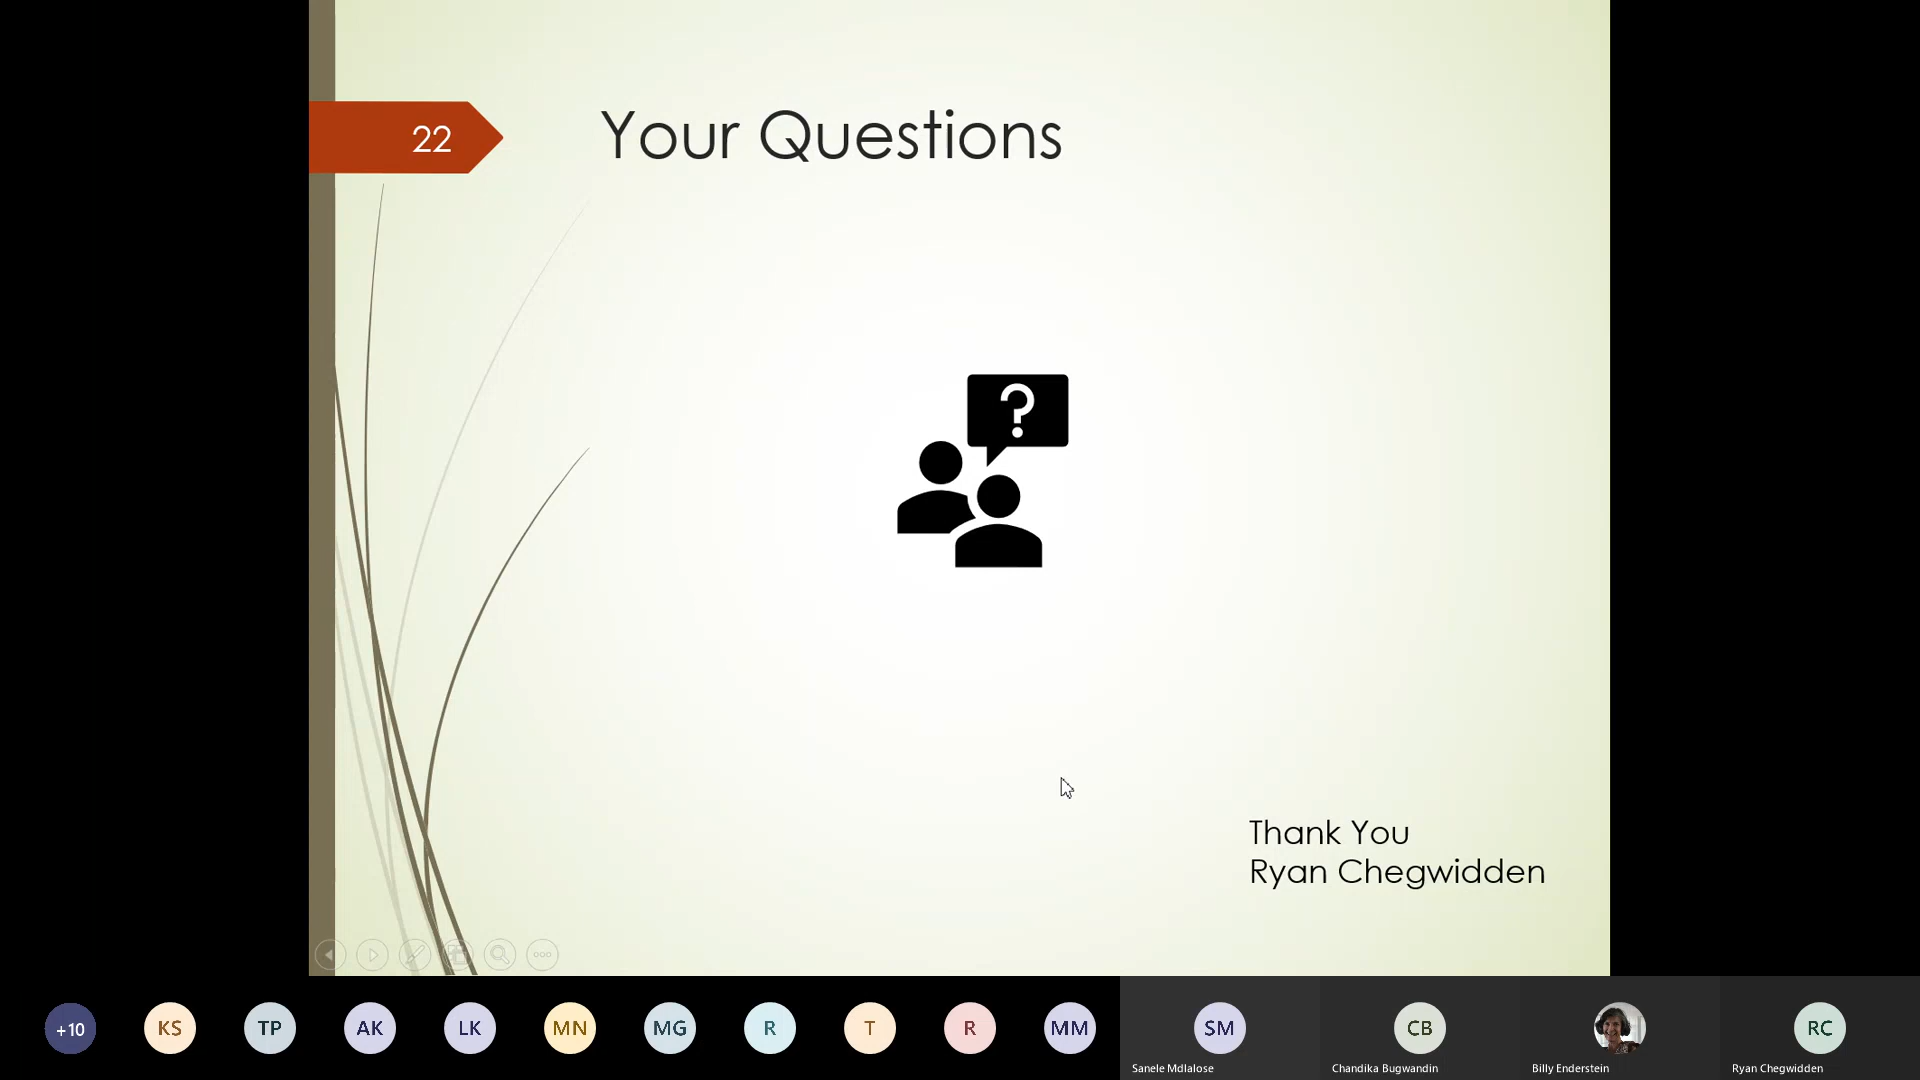 22
Your Questions
?
Thank You
Ryan Chegwidden
+10
KS
TP
AK
LK
MN
MG
R
T
R
MM
SM
CB
RC
Sanele Mdlalose
Chandika Bugwandin
Billy Enderstein
Ryan Chegwidden